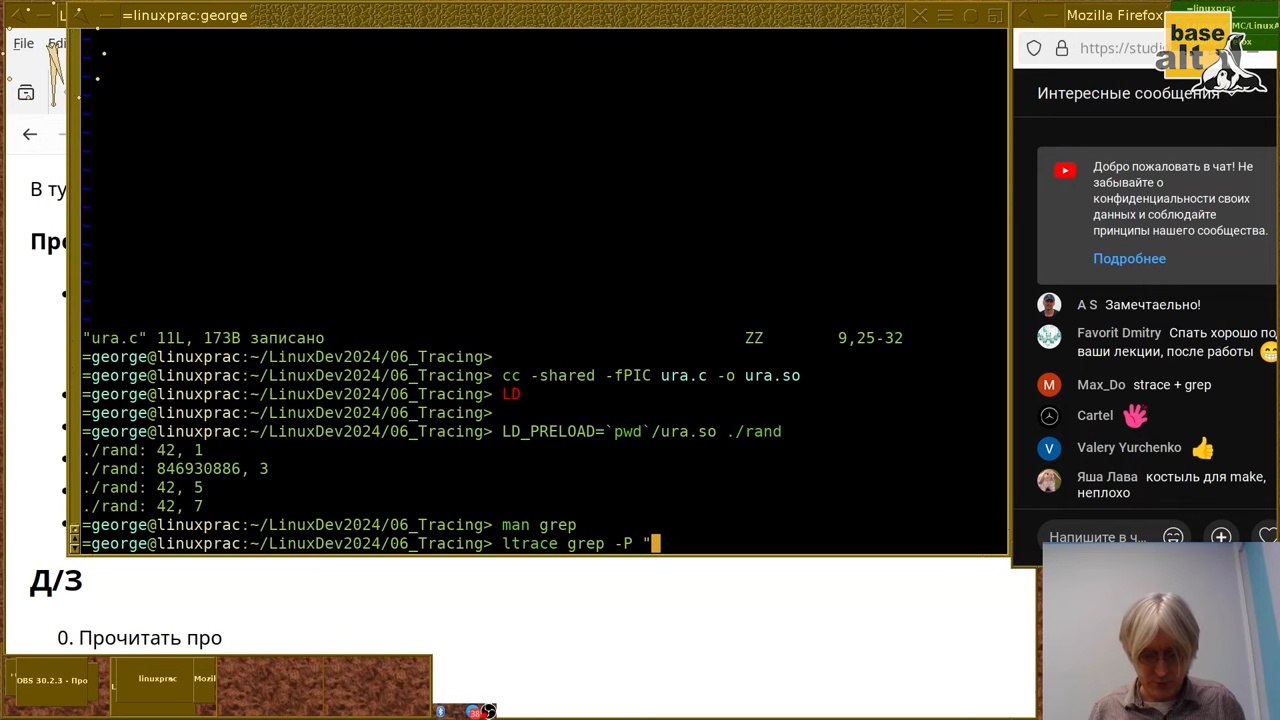 =linuxprac:george
Mozilla Firefox
=linuxprac
File
https://studi
base
alt
В ту
Про
"ura.c" 11L, 173B записано ZZ 9,25-32
=george@linuxprac:~/LinuxDev2024/06_Tracing>
=george@linuxprac:~/LinuxDev2024/06_Tracing> cc -shared -fPIC ura.c -o ura.so
=george@linuxprac:~/LinuxDev2024/06_Tracing> LD
=george@linuxprac:~/LinuxDev2024/06_Tracing>
=george@linuxprac:~/LinuxDev2024/06_Tracing> LD_PRELOAD=`pwd`/ura.so ./rand
./rand: 42, 1
./rand: 846930886, 3
./rand: 42, 5
./rand: 42, 7
=george@linuxprac:~/LinuxDev2024/06_Tracing> man grep
=george@linuxprac:~/LinuxDev2024/06_Tracing> ltrace grep -P "
Д/З
0. Прочитать про
Интересные сообщения
Добро пожаловать в чат! Не
забывайте о
конфиденциальности своих
данных и соблюдайте
принципы нашего сообщества.
Подробнее
A S Замечтаельно!
Favorit Dmitry Спать хорошо по
ваши лекции, после работы
Max_Do strace + grep
Cartel
Valery Yurchenko
Яша Лава костыль для make,
неплохо
Напишите в ч...
OBS 30.2.3 - Про
linuxprac
Mozil